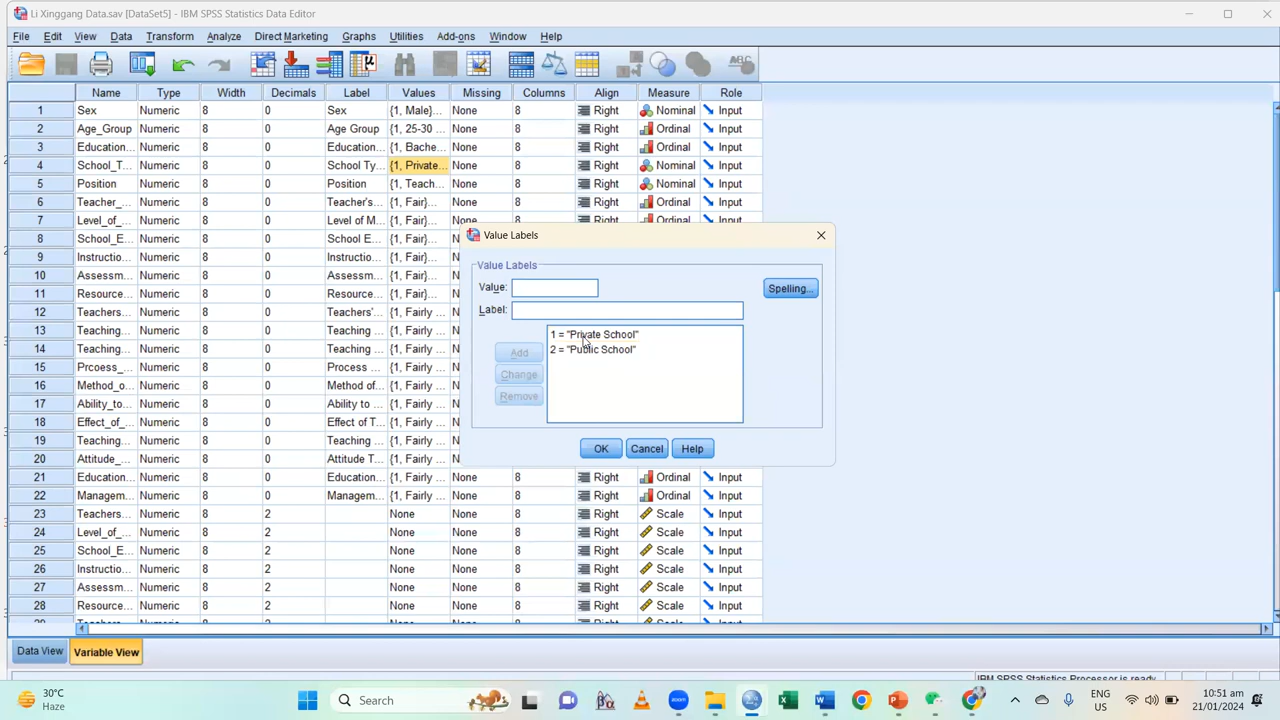 Li Xinggang Data.sav [DataSet5] - IBM SPSS Statistics Data Editor
File Edit View Data Transform Analyze Direct Marketing Graphs Utilities Add-ons Window Help
Name Type Width Decimals Label Values Missing Columns Align Measure Role
1 Sex Numeric 8 0 Sex {1, Male}... None 8 Right Nominal Input
2 Age_Group Numeric 8 0 Age Group {1, 25-30 ... None 8 Right Ordinal Input
3 Education... Numeric 8 0 Education... {1, Bache... None 8 Right Ordinal Input
4 School_T... Numeric 8 0 School Ty... {1, Private... None 8 Right Nominal Input
5 Position Numeric 8 0 Position {1, Teach... None 8 Right Nominal Input
6 Teacher_... Numeric 8 0 Teacher's... {1, Fair}... None 8 Right Ordinal Input
7 Level_of_... Numeric 8 0 Level of M... {1, Fair}... None 8 Right Ordinal Input
8 School_E... Numeric 8 0 School E... {1, Fair}... N
9 Instructio... Numeric 8 0 Instructio... {1, Fair}... N
10 Assessm... Numeric 8 0 Assessm... {1, Fair}... N
11 Resource... Numeric 8 0 Resource... {1, Fair}... N
12 Teachers... Numeric 8 0 Teachers'... {1, Fairly ... N
13 Teaching... Numeric 8 0 Teaching ... {1, Fairly ... N
14 Teaching... Numeric 8 0 Teaching ... {1, Fairly ... N
15 Prcoess_... Numeric 8 0 Process ... {1, Fairly ... N
16 Method_o... Numeric 8 0 Method of... {1, Fairly ... N
17 Ability_to... Numeric 8 0 Ability to ... {1, Fairly ... N
18 Effect_of_... Numeric 8 0 Effect of T... {1, Fairly ... N
19 Teaching... Numeric 8 0 Teaching ... {1, Fairly ... N
20 Attitude_... Numeric 8 0 Attitude T... {1, Fairly ... N
21 Education... Numeric 8 0 Education... {1, Fairly ... None 8 Right Ordinal Input
22 Managem... Numeric 8 0 Managem... {1, Fairly ... None 8 Right Ordinal Input
23 Teachers... Numeric 8 2 None None 8 Right Scale Input
24 Level_of_... Numeric 8 2 None None 8 Right Scale Input
25 School_E... Numeric 8 2 None None 8 Right Scale Input
26 Instructio... Numeric 8 2 None None 8 Right Scale Input
27 Assessm... Numeric 8 2 None None 8 Right Scale Input
28 Resource... Numeric 8 2 None None 8 Right Scale Input
Value Labels
Value Labels
Value:
Spelling...
Label:
1 = "Private School"
2 = "Public School"
Add
Change
Remove
OK Cancel Help
Data View Variable View
IBM SPSS Statistics Processor is ready
30°C
Haze
Search
ENG
US
10:51 am
21/01/2024